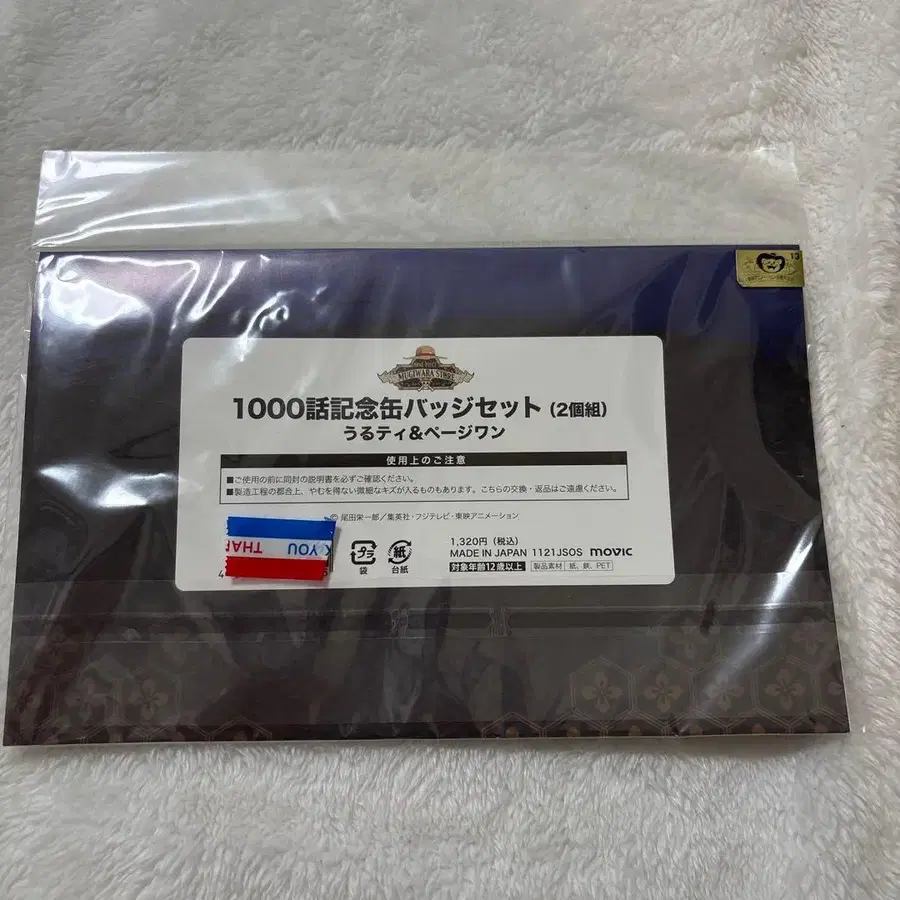 ONE PIECE
MUGIWARA STORE
1000話記念缶バッジセット（2個組）
うるティ&ページワン
使用上のご注意
■ご使用の前に同封の説明書を必ずご確認ください。
■製造工程の都合上、やむを得ない微細なキズが入るものもあります。こちらの交換・返品はご遠慮ください。
© 尾田栄一郎／集英社・フジテレビ・東映アニメーション
YOU
THA
4
プラ
袋
紙
台紙
1,320円（税込）
MADE IN JAPAN 1121JSOS movic
対象年齢12歳以上 製品素材 紙、鉄、PET
13